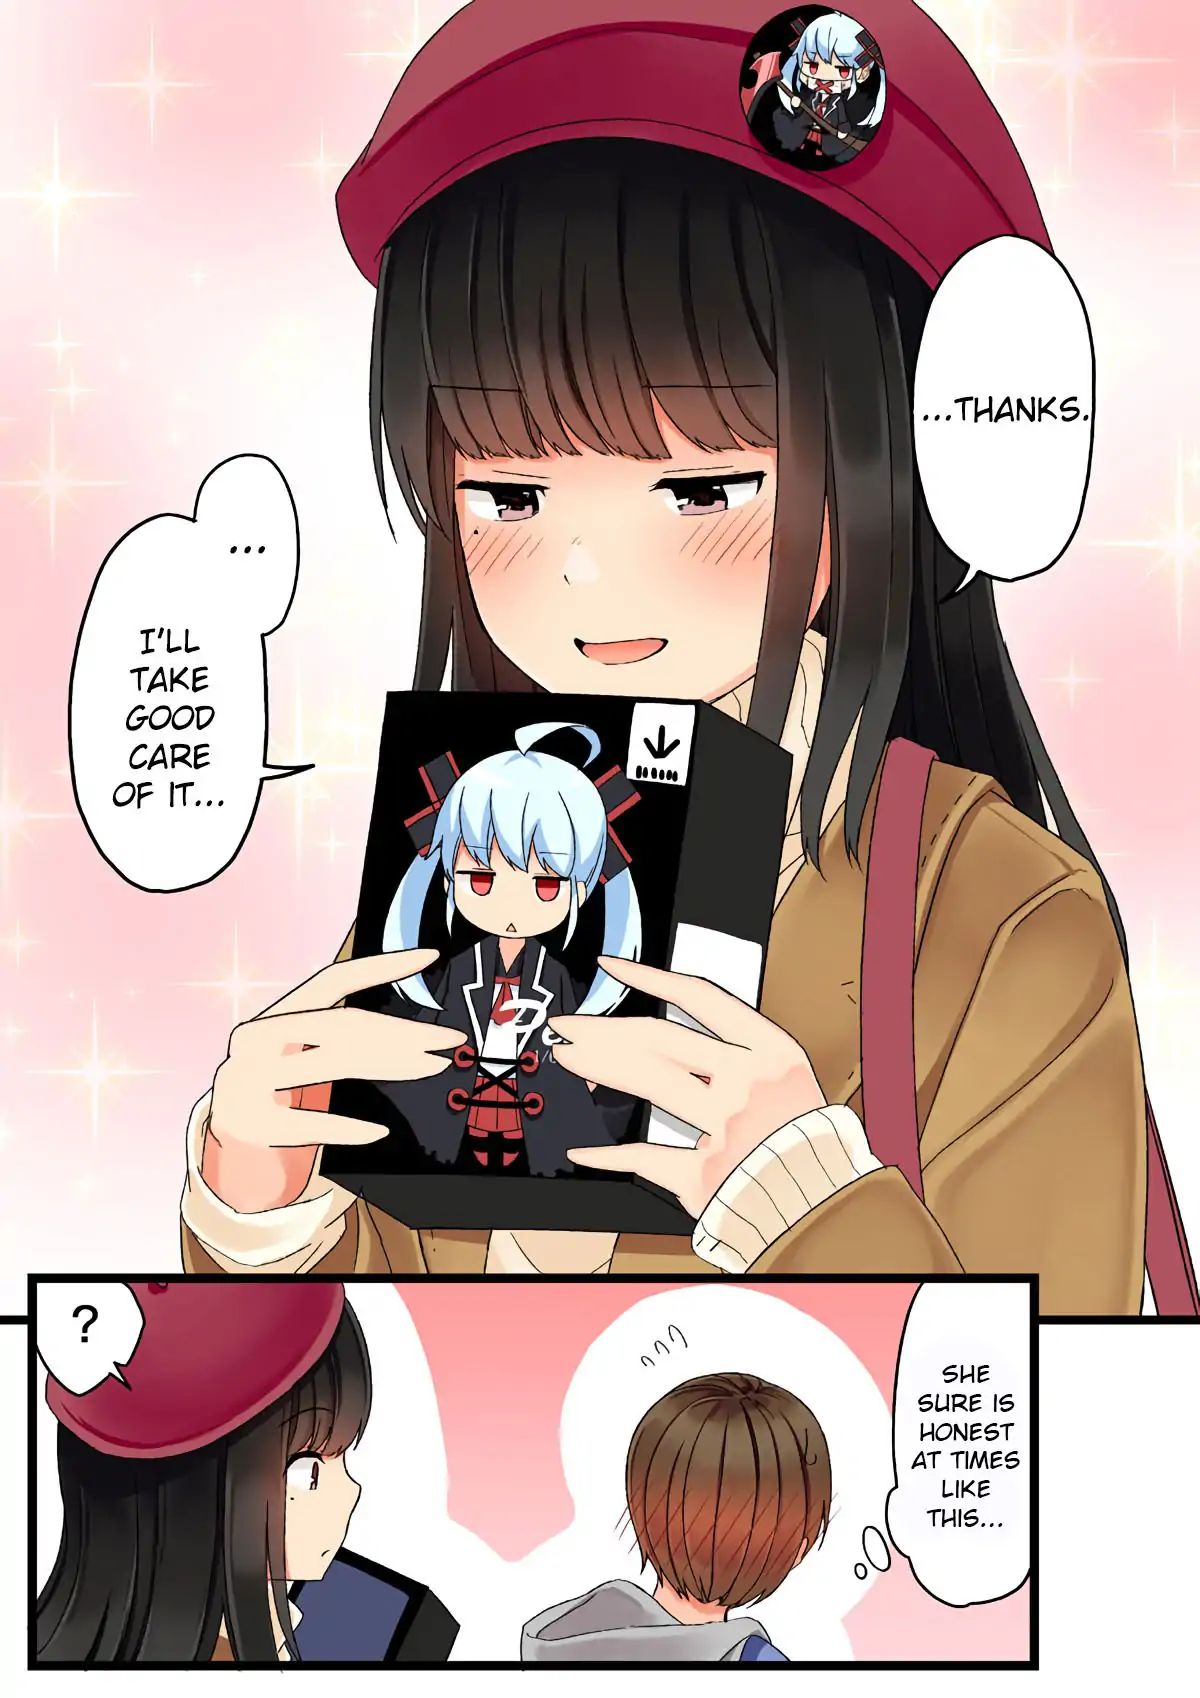 ...THANKS.
...
I'LL
TAKE
GOOD
CARE
OF IT...
?
SHE
SURE IS
HONEST
AT TIMES
LIKE
THIS...